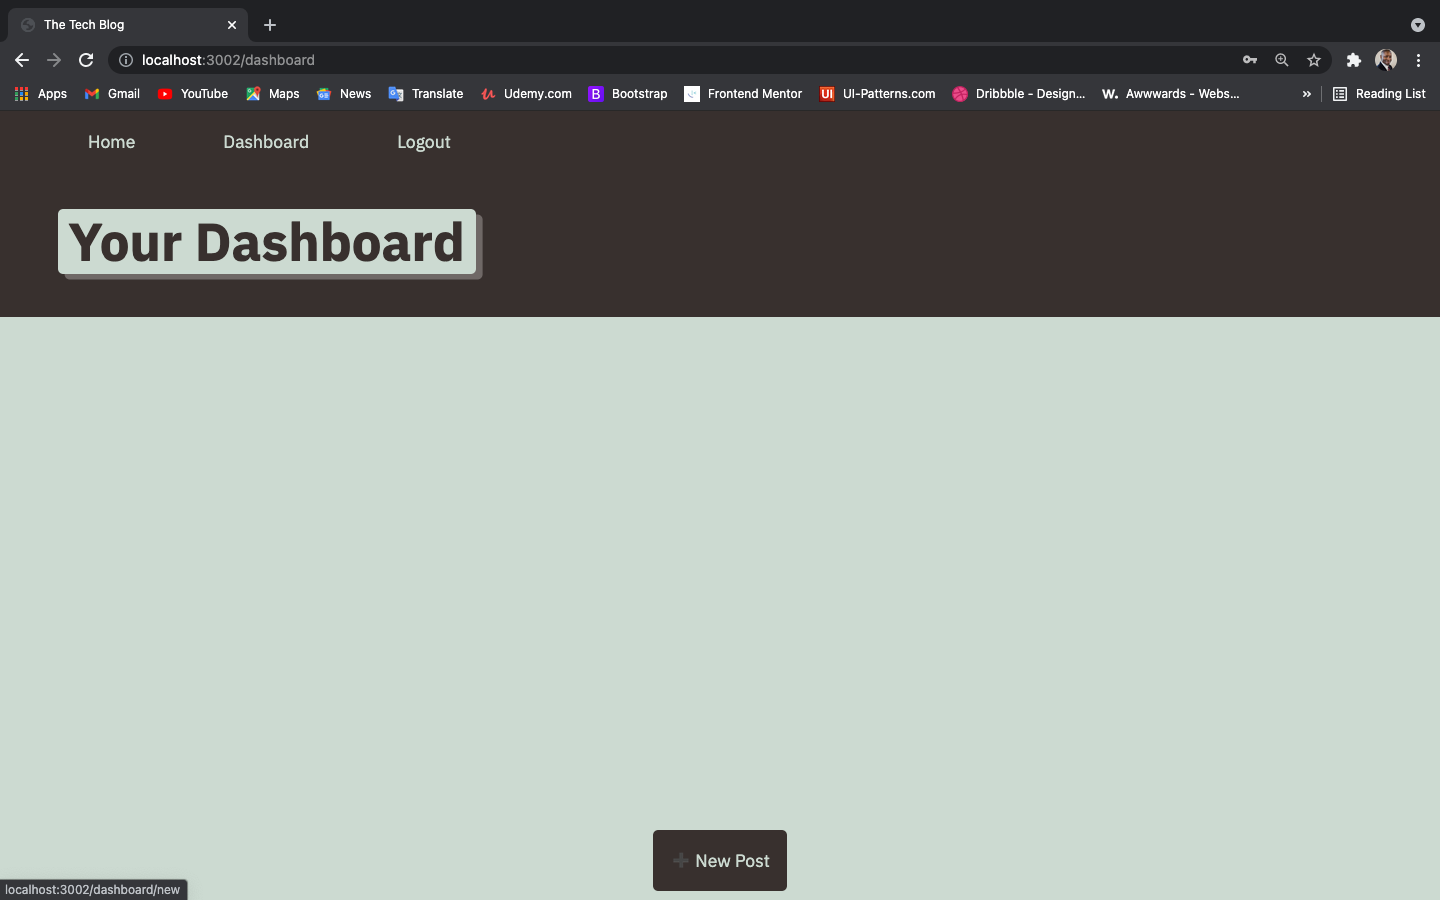 The Tech Blog
localhost:3002/dashboard
Apps Gmail YouTube Maps News Translate Udemy.com B Bootstrap Frontend Mentor UI UI-Patterns.com Dribbble - Design... W. Awwwards - Webs... » Reading List
Home Dashboard Logout
Your Dashboard
New Post
localhost:3002/dashboard/new